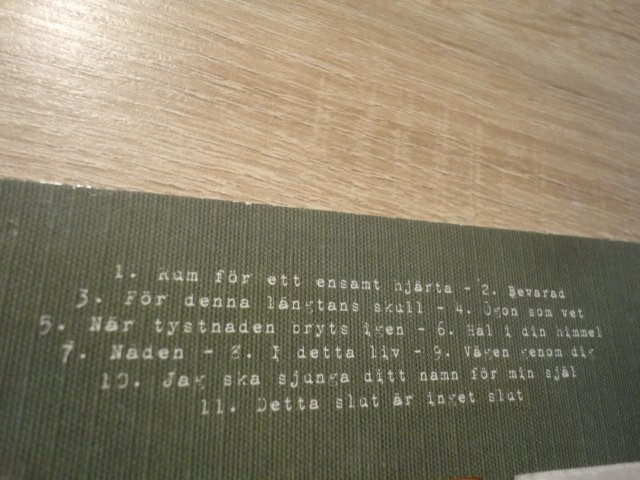 1. Rum för ett ensamt hjärta - 2. Bevarad
3. För denna längtans skull - 4. Ögon som vet
5. När tystnaden bryts igen - 6. Hål i din himmel
7. Nåden - 8. I detta liv - 9. Vägen genom dig
10. Jag ska sjunga ditt namn för min själ
11. Detta slut är inget slut